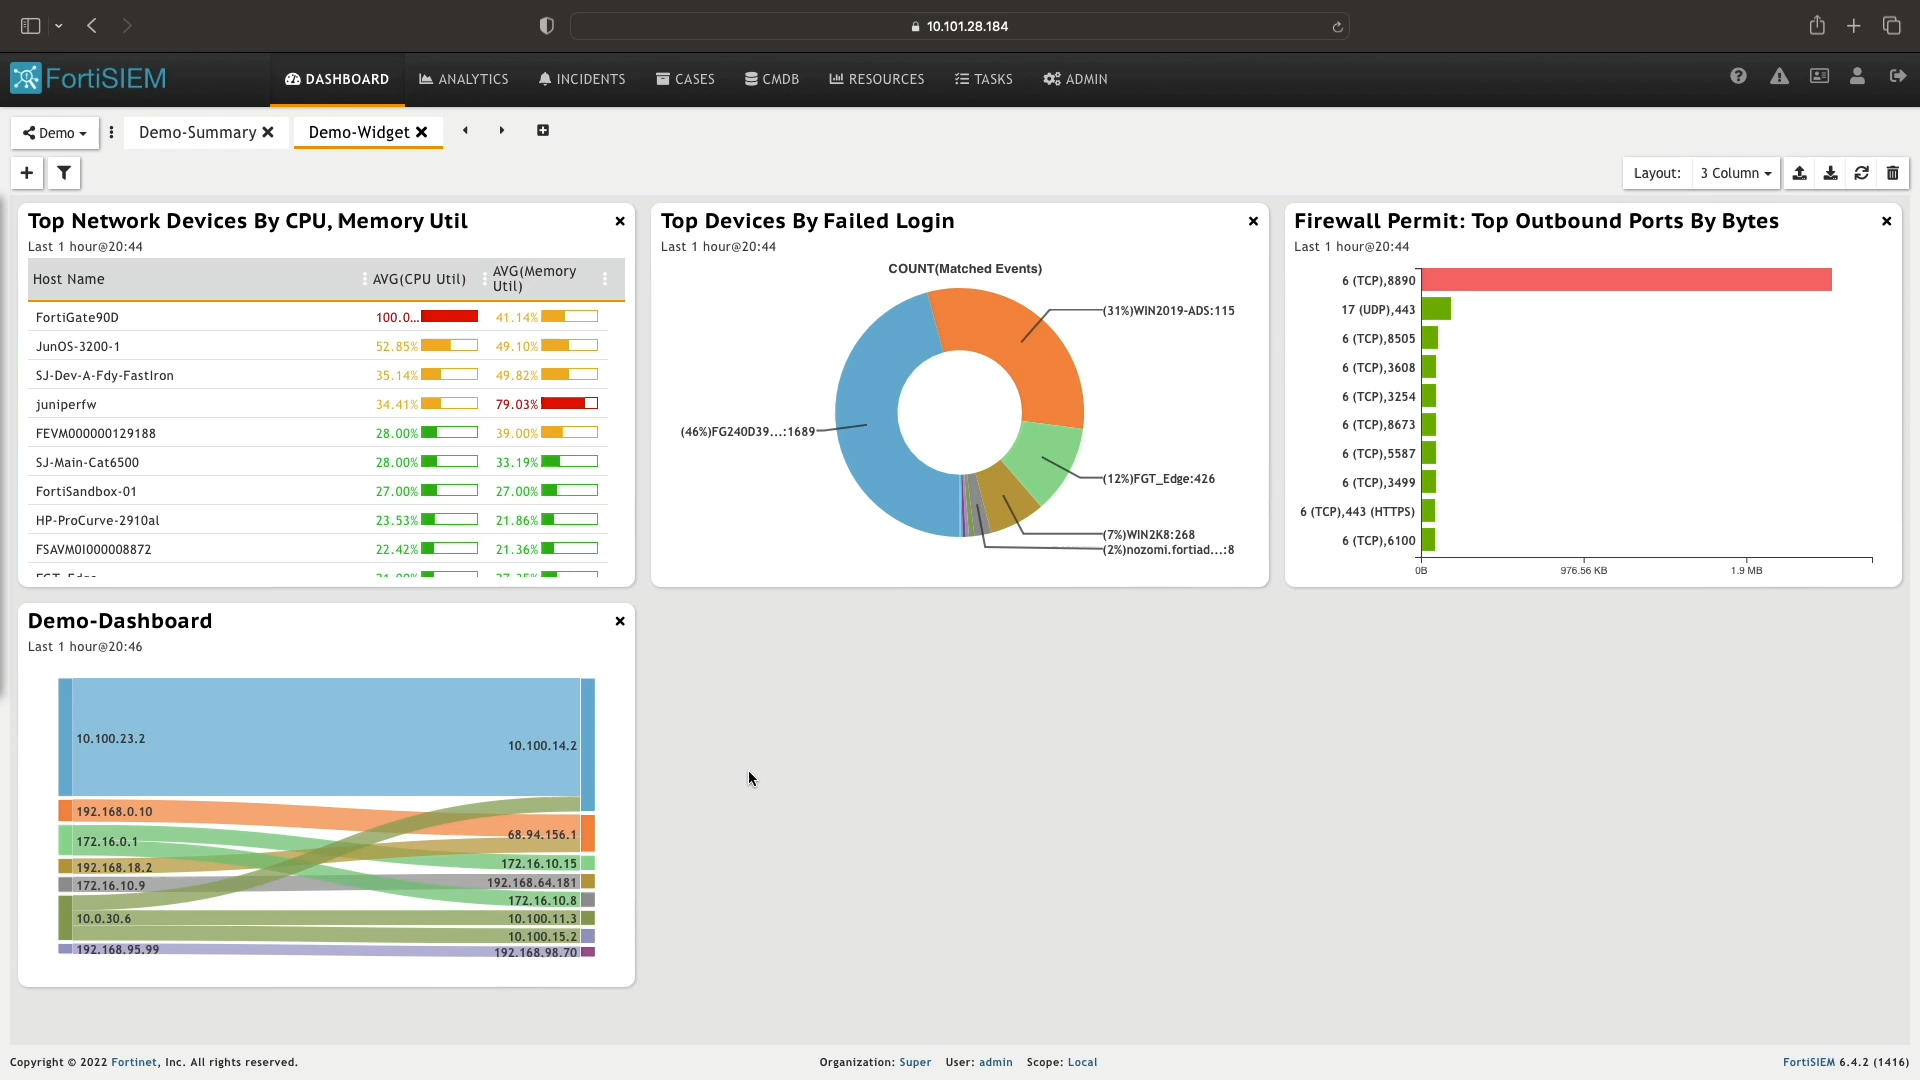 10.101.28.184
FortiSIEM
DASHBOARD
ANALYTICS
INCIDENTS
CASES
CMDB
RESOURCES
TASKS
ADMIN
Demo
Demo-Summary
Demo-Widget
Layout: 3 Column
Top Network Devices By CPU, Memory Util
Last 1 hour@20:44
Host Name AVG(CPU Util) AVG(Memory Util)
FortiGate90D 100.0... 41.14%
JunOS-3200-1 52.85% 49.10%
SJ-Dev-A-Fdy-FastIron 35.14% 49.82%
juniperfw 34.41% 79.03%
FEVM000000129188 28.00% 39.00%
SJ-Main-Cat6500 28.00% 33.19%
FortiSandbox-01 27.00% 27.00%
HP-ProCurve-2910al 23.53% 21.86%
FSAVM0I000008872 22.42% 21.36%
Top Devices By Failed Login
Last 1 hour@20:44
COUNT(Matched Events)
(31%)WIN2019-ADS:115
(46%)FG240D39...:1689
(12%)FGT_Edge:426
(7%)WIN2K8:268
(2%)nozomi.fortiad...:8
Firewall Permit: Top Outbound Ports By Bytes
Last 1 hour@20:44
6 (TCP),8890
17 (UDP),443
6 (TCP),8505
6 (TCP),3608
6 (TCP),3254
6 (TCP),8673
6 (TCP),5587
6 (TCP),3499
6 (TCP),443 (HTTPS)
6 (TCP),6100
0B 976.56 KB 1.9 MB
Demo-Dashboard
Last 1 hour@20:46
10.100.23.2
10.100.14.2
192.168.0.10
68.94.156.1
172.16.0.1
172.16.10.15
192.168.18.2
192.168.64.181
172.16.10.9
172.16.10.8
10.0.30.6
10.100.11.3
10.100.15.2
192.168.95.99
192.168.98.70
Copyright © 2022 Fortinet, Inc. All rights reserved.
Organization: Super User: admin Scope: Local
FortiSIEM 6.4.2 (1416)